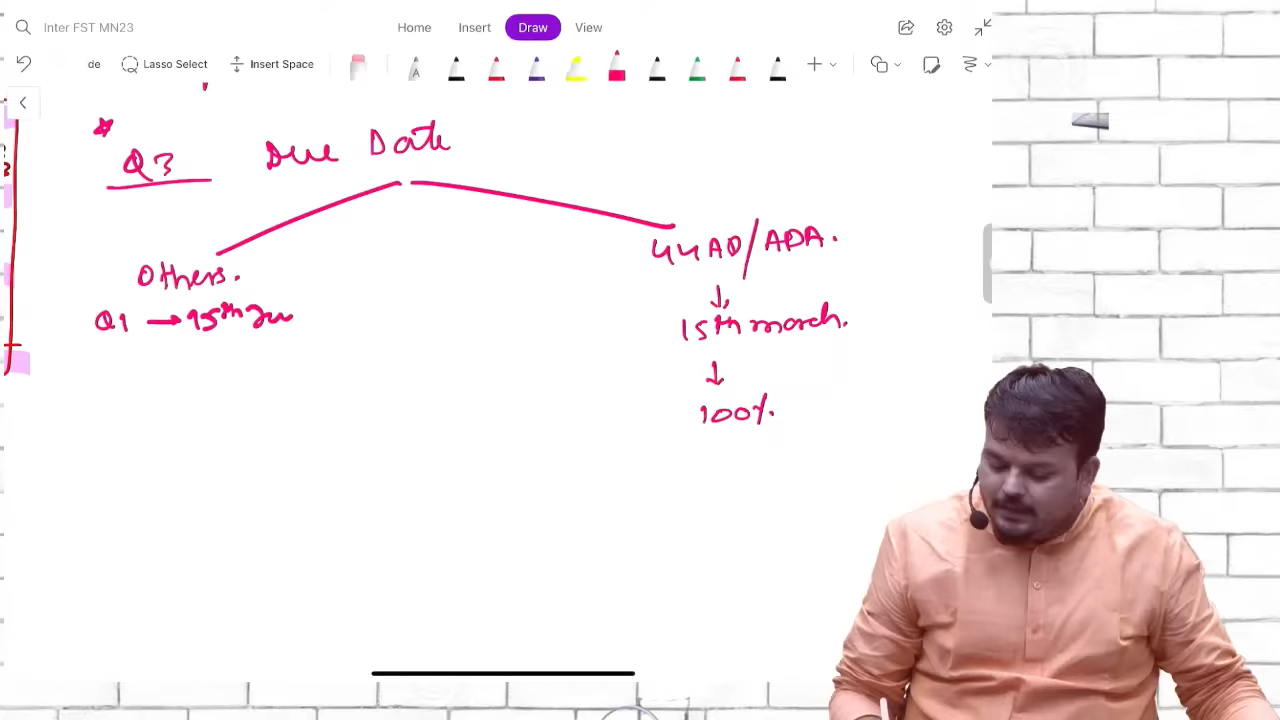 Inter FST MN23
Home Insert Draw View
de Lasso Select Insert Space
Q3 Due Date
Others.
44AD/ADA.
Q1 → 15th Jun
15th march.
100%.